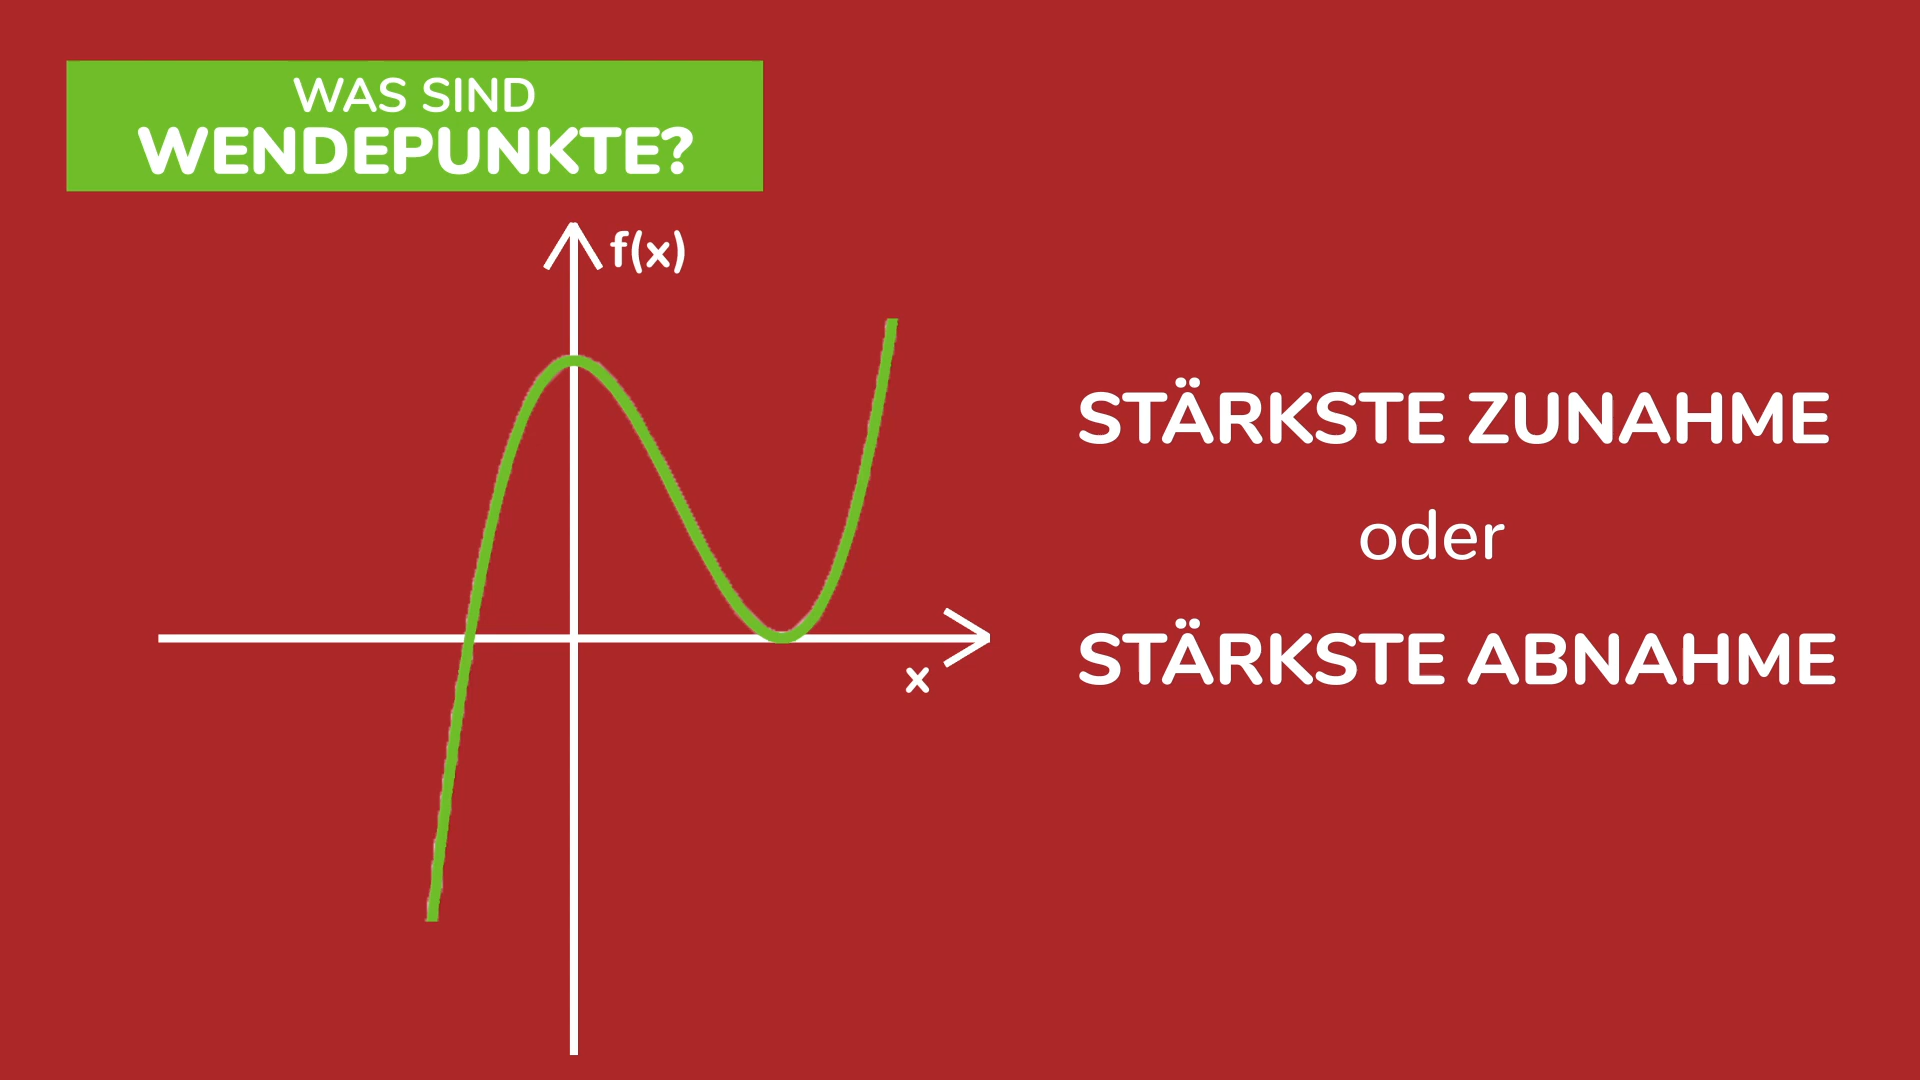 WAS SIND
WENDEPUNKTE?
f(x)
STÄRKSTE ZUNAHME
oder
STÄRKSTE ABNAHME
x